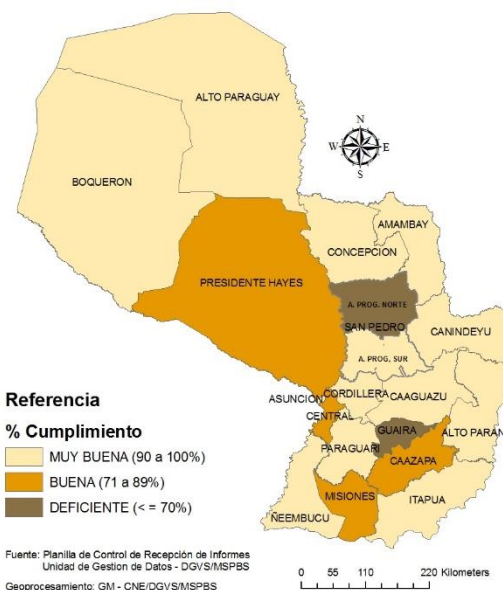 ALTO PARAGUAY
BOQUERON
N
W E
S
AMAMBAY
CONCEPCION
PRESIDENTE HAYES
A. PROG. NORTE
SAN PEDRO
CANINDEYU
A. PROG. SUR
ASUNCION
CORDILLERA
CAAGUAZU
CENTRAL
GUAIRA
ALTO PARAN
PARAGUARI
CAAZAPA
MISIONES
ITAPUA
ÑEEMBUCU
Referencia
% Cumplimiento
MUY BUENA (90 a 100%)
BUENA (71 a 89%)
DEFICIENTE (< = 70%)
Fuente: Planilla de Control de Recepción de Informes
Unidad de Gestion de Datos - DGVS/MSPBS
Geoprocesamiento: GM - CNE/DGVS/MSPBS
0 55 110 220 Kilometers